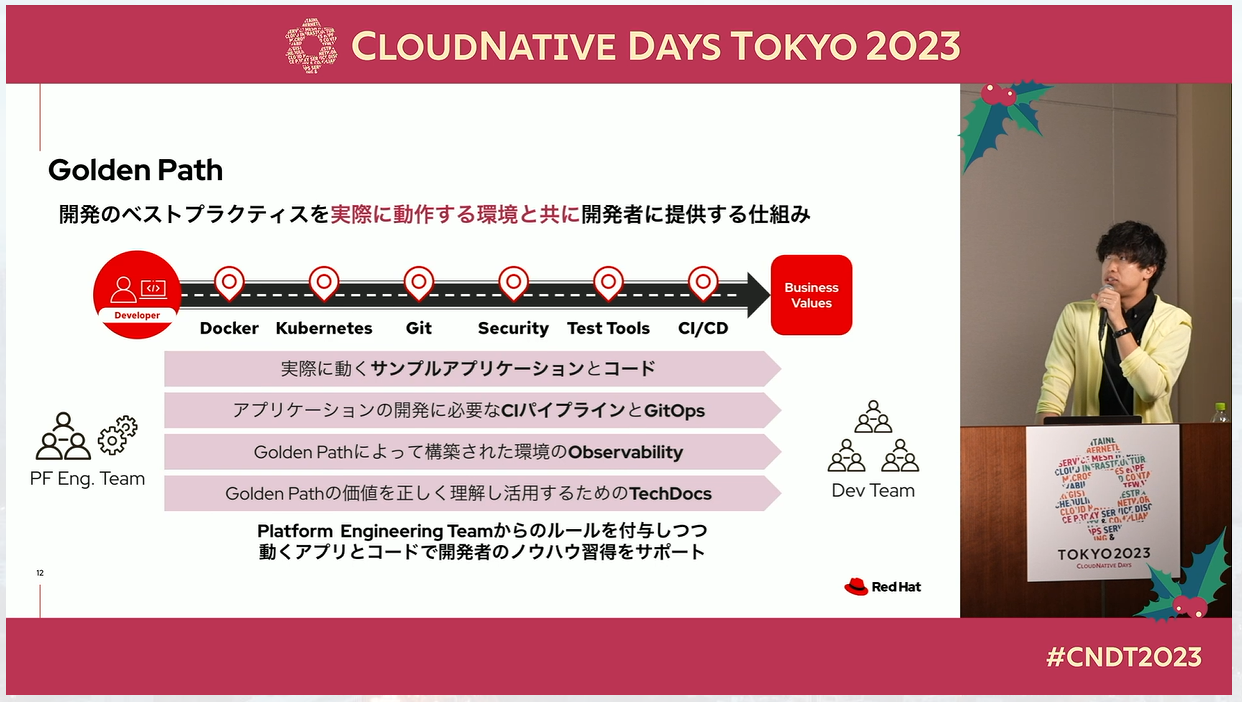 CLOUDNATIVE DAYS TOKYO 2023
Golden Path
開発のベストプラクティスを実際に動作する環境と共に開発者に提供する仕組み
Developer
Docker
Kubernetes
Git
Security
Test Tools
CI/CD
Business
Values
実際に動くサンプルアプリケーションとコード
アプリケーションの開発に必要なCIパイプラインとGitOps
Golden Pathによって構築された環境のObservability
Golden Pathの価値を正しく理解し活用するためのTechDocs
PF Eng. Team
Dev Team
Platform Engineering Teamからのルールを付与しつつ
動くアプリとコードで開発者のノウハウ習得をサポート
12
Red Hat
TOKYO2023
CLOUDNATIVE DAYS
#CNDT2023